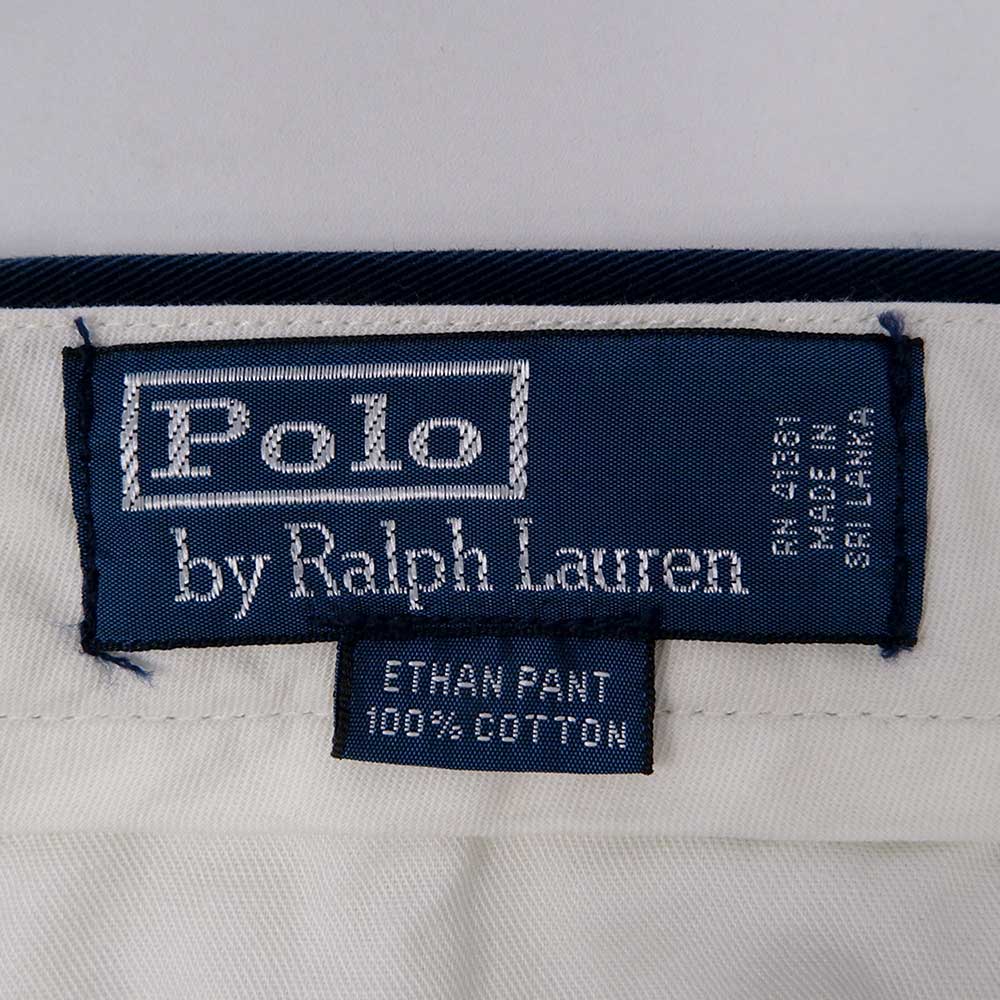 Polo
by Ralph Lauren
RN 41381
MADE IN
SRI LANKA
ETHAN PANT
100% COTTON